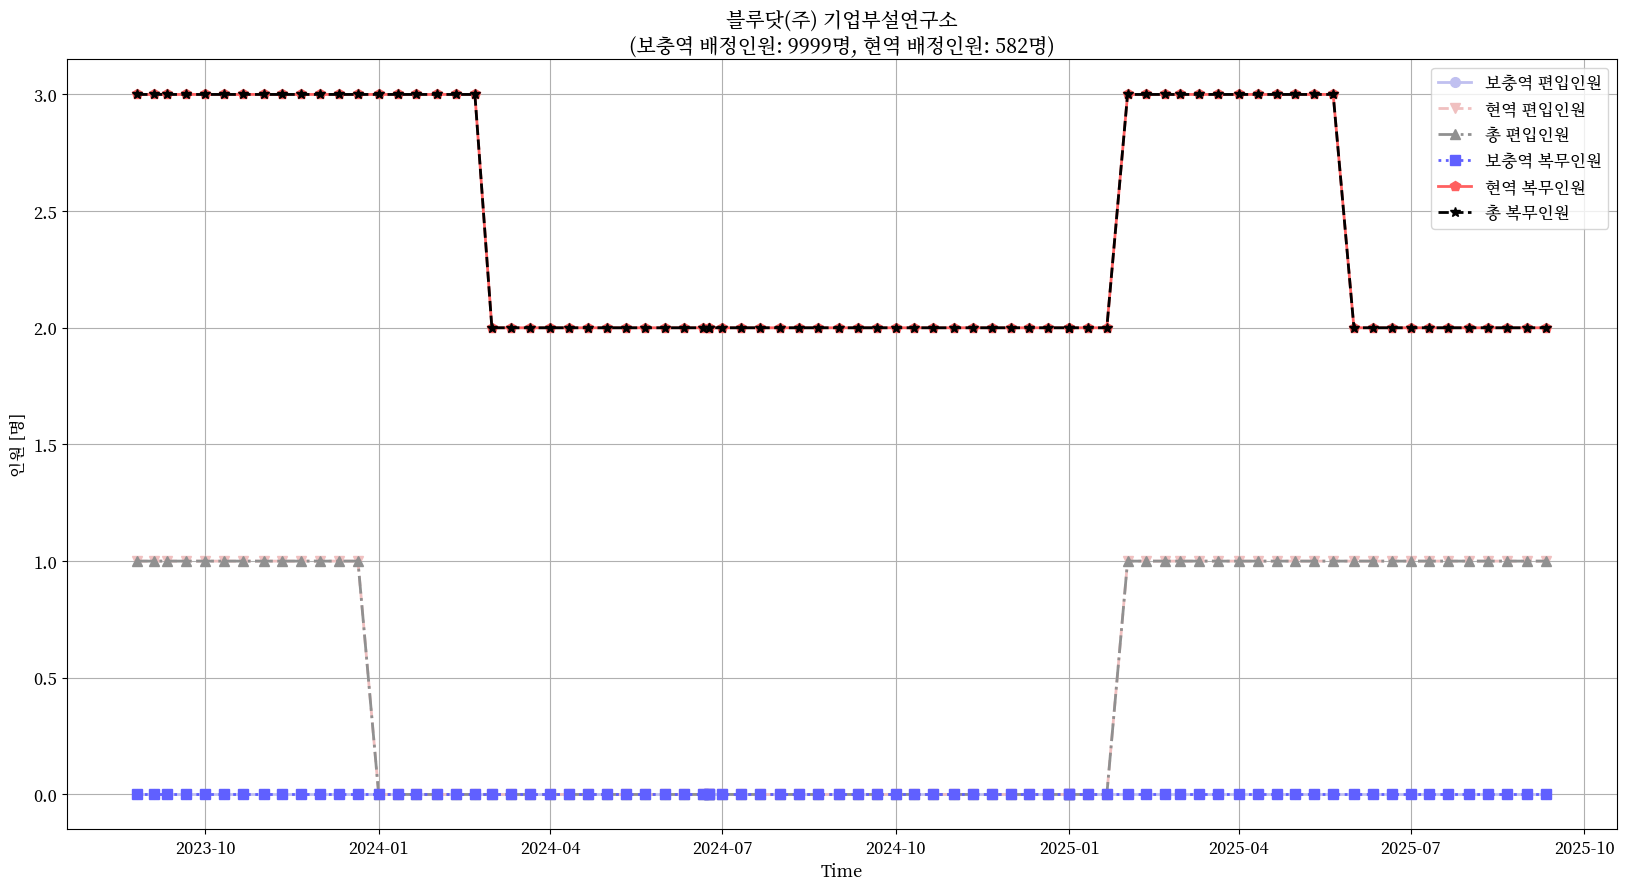 블루닷(주) 기업부설연구소
(보충역 배정인원: 9999명, 현역 배정인원: 582명)
보충역 편입인원
현역 편입인원
총 편입인원
보충역 복무인원
현역 복무인원
총 복무인원
인원 [명]
3.0
2.5
2.0
1.5
1.0
0.5
0.0
2023-10 2024-01 2024-04 2024-07 2024-10 2025-01 2025-04 2025-07 2025-10
Time